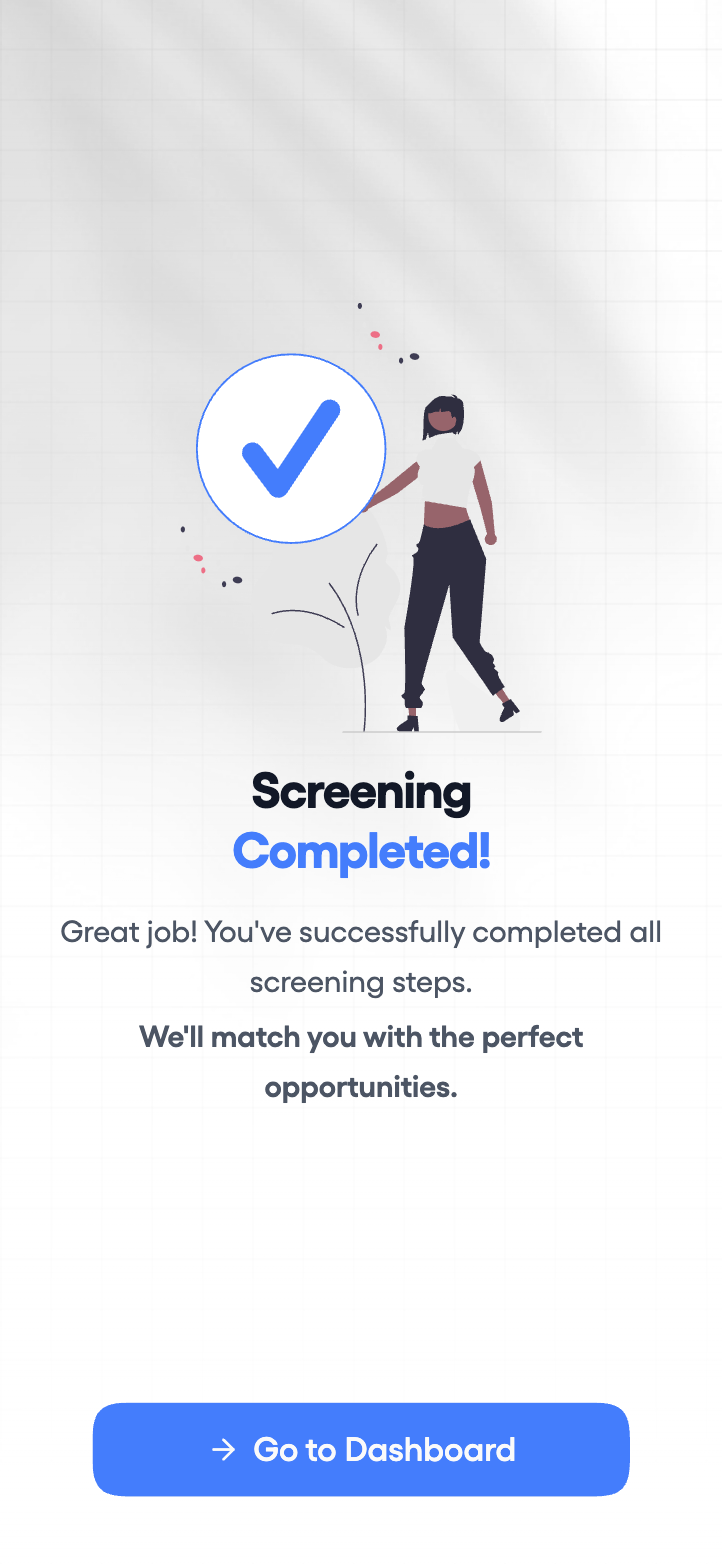 Screening
Completed!
Great job! You've successfully completed all
screening steps.
We'll match you with the perfect
opportunities.
Go to Dashboard